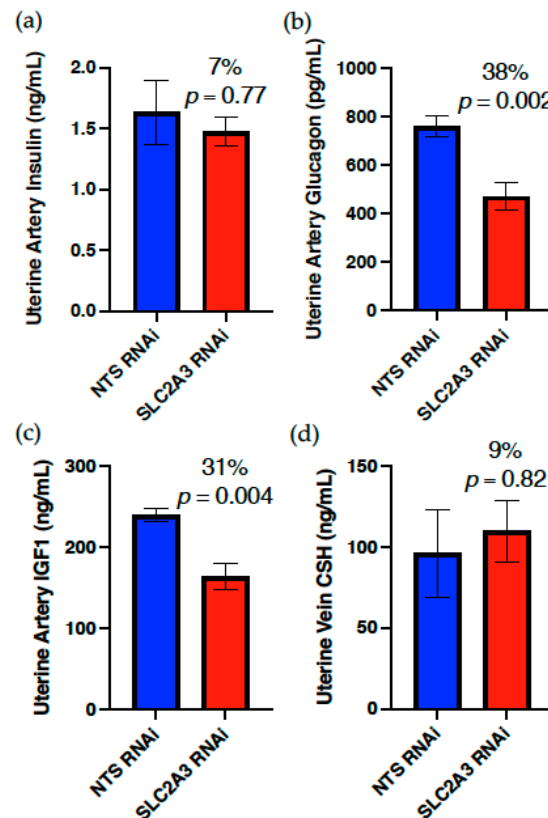 (a)
Uterine Artery Insulin (ng/mL)
2.0
1.5
1.0
0.5
0.0
7%
p = 0.77
NTS RNAi
SLC2A3 RNAi
(b)
Uterine Artery Glucagon (pg/mL)
1000
800
600
400
200
0
38%
p = 0.002
NTS RNAi
SLC2A3 RNAi
(c)
Uterine Artery IGF1 (ng/mL)
300
200
100
0
31%
p = 0.004
NTS RNAi
SLC2A3 RNAi
(d)
Uterine Vein CSH (ng/mL)
150
100
50
0
9%
p = 0.82
NTS RNAi
SLC2A3 RNAi